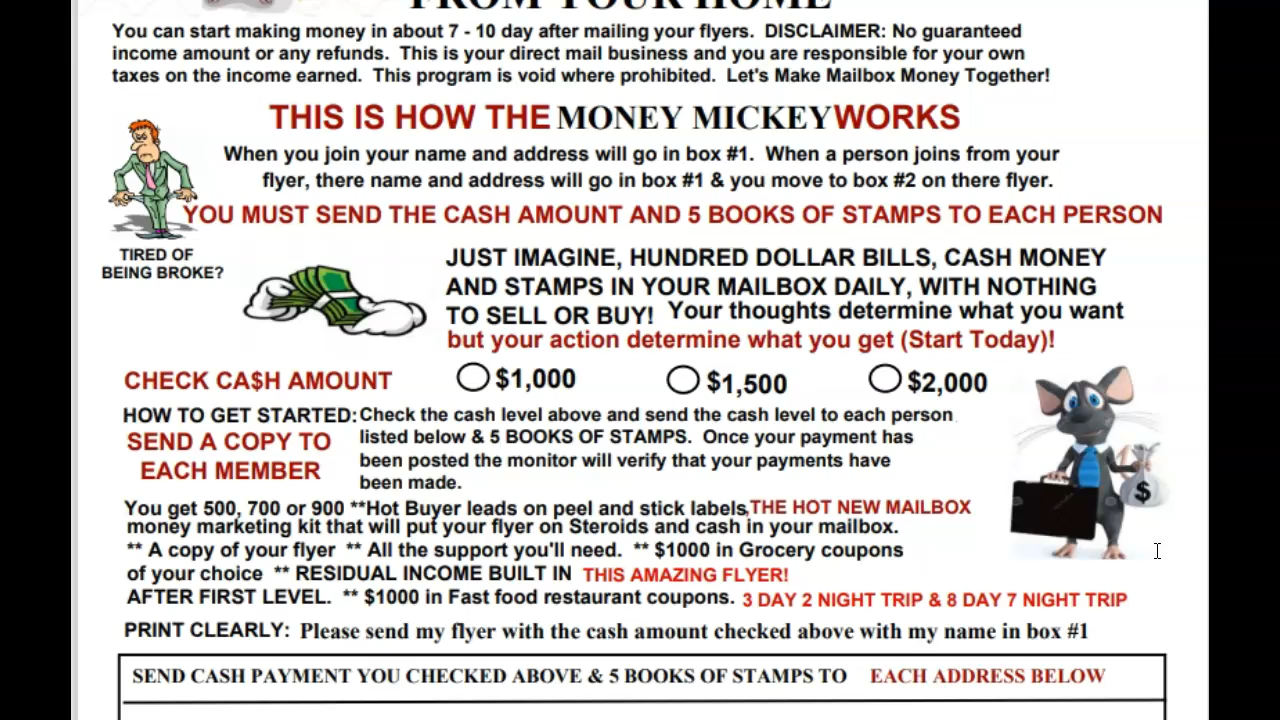 FROM YOUR HOME
You can start making money in about 7 - 10 day after mailing your flyers. DISCLAIMER: No guaranteed
income amount or any refunds. This is your direct mail business and you are responsible for your own
taxes on the income earned. This program is void where prohibited. Let's Make Mailbox Money Together!
THIS IS HOW THE MONEY MICKEY WORKS
When you join your name and address will go in box #1. When a person joins from your
flyer, there name and address will go in box #1 & you move to box #2 on there flyer.
YOU MUST SEND THE CASH AMOUNT AND 5 BOOKS OF STAMPS TO EACH PERSON
TIRED OF
BEING BROKE?
JUST IMAGINE, HUNDRED DOLLAR BILLS, CASH MONEY
AND STAMPS IN YOUR MAILBOX DAILY, WITH NOTHING
TO SELL OR BUY! Your thoughts determine what you want
but your action determine what you get (Start Today)!
CHECK CA$H AMOUNT $1,000 $1,500 $2,000
HOW TO GET STARTED: Check the cash level above and send the cash level to each person
SEND A COPY TO
EACH MEMBER
listed below & 5 BOOKS OF STAMPS. Once your payment has
been posted the monitor will verify that your payments have
been made.
$
You get 500, 700 or 900 **Hot Buyer leads on peel and stick labels, THE HOT NEW MAILBOX
money marketing kit that will put your flyer on Steroids and cash in your mailbox.
** A copy of your flyer ** All the support you'll need. ** $1000 in Grocery coupons
of your choice ** RESIDUAL INCOME BUILT IN THIS AMAZING FLYER!
AFTER FIRST LEVEL. ** $1000 in Fast food restaurant coupons. 3 DAY 2 NIGHT TRIP & 8 DAY 7 NIGHT TRIP
PRINT CLEARLY: Please send my flyer with the cash amount checked above with my name in box #1
SEND CASH PAYMENT YOU CHECKED ABOVE & 5 BOOKS OF STAMPS TO EACH ADDRESS BELOW